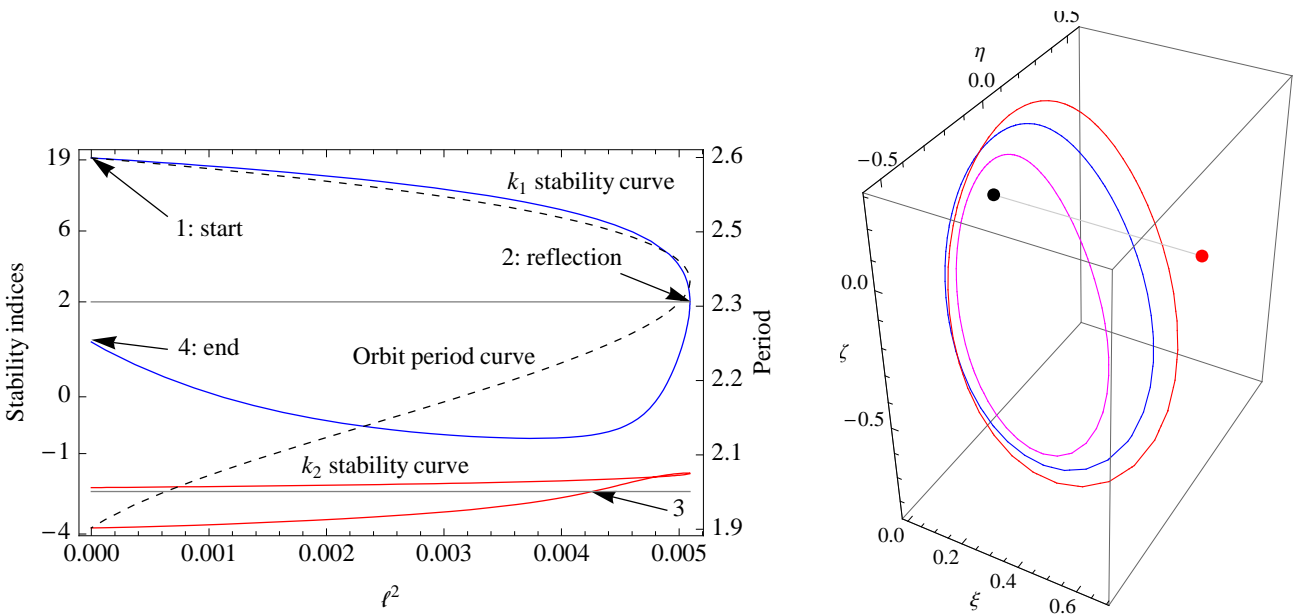 19
6
2
0
−1
−4
Stability indices
1: start
k₁ stability curve
2: reflection
4: end
Orbit period curve
k₂ stability curve
3
2.6
2.5
2.4
2.3
2.2
2.1
2.0
1.9
Period
0.000
0.001
0.002
0.003
0.004
0.005
ℓ²
0.5
η
0.0
−0.5
0.0
ζ
−0.5
0.0
0.2
0.4
0.6
ξ